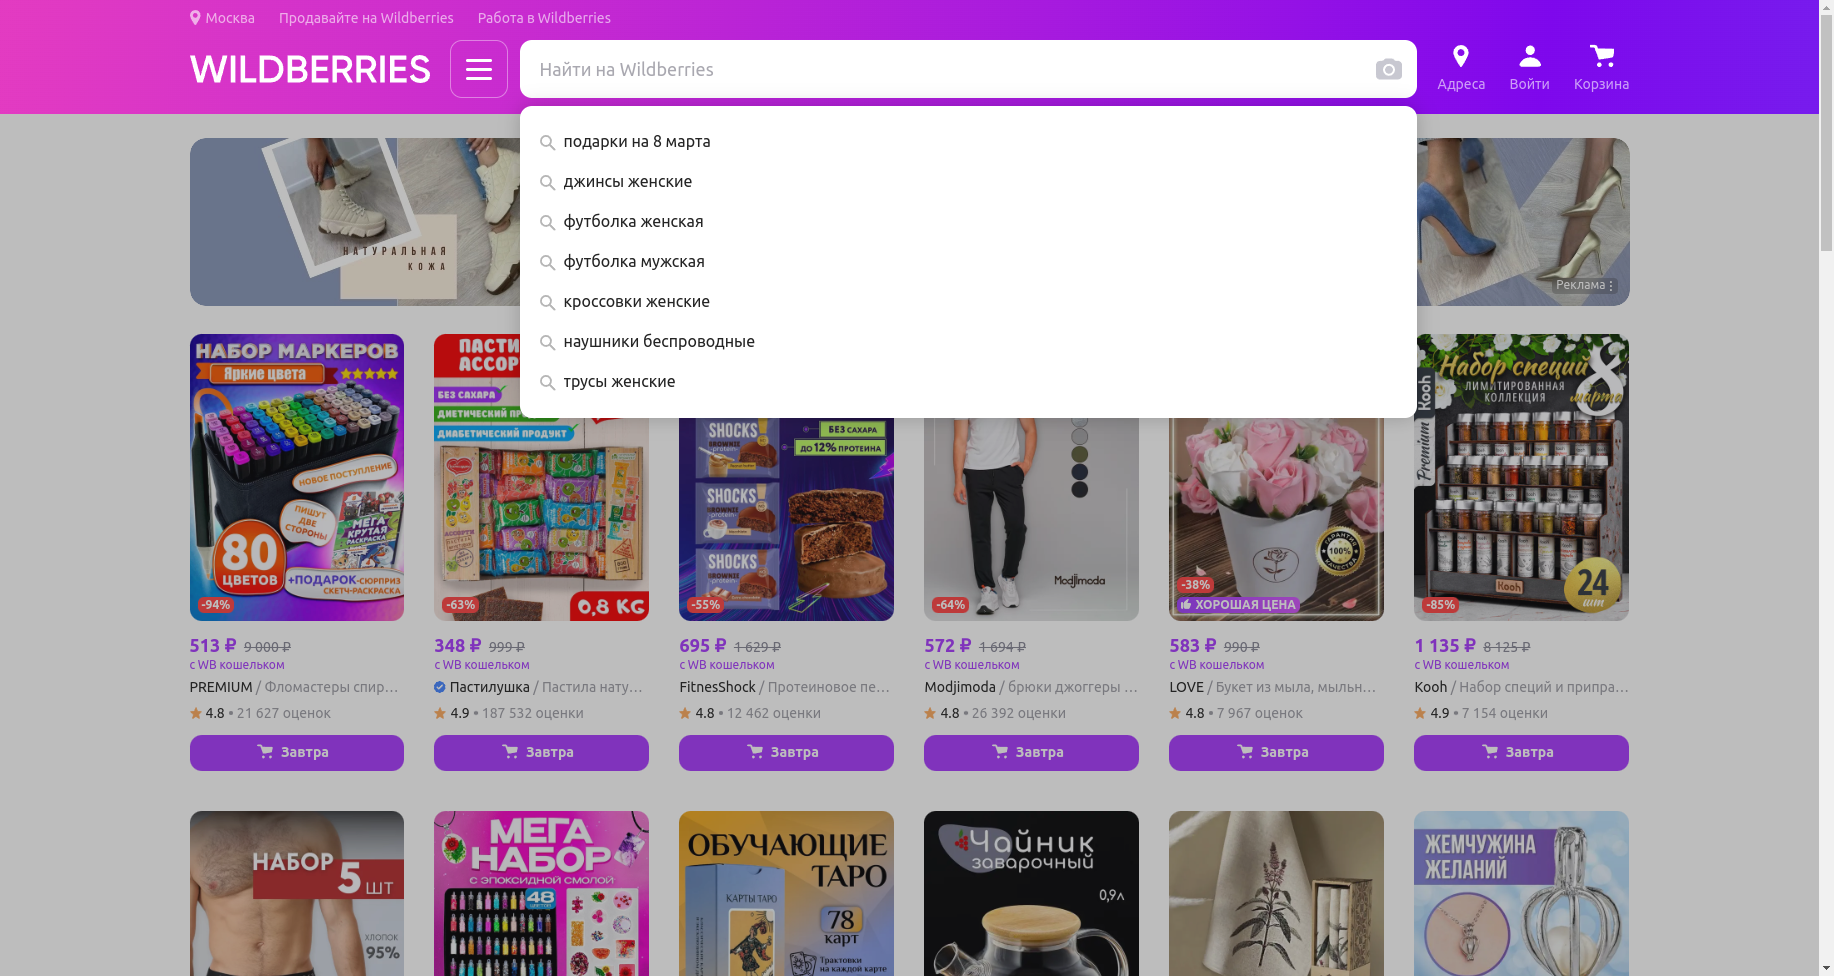 Москва Продавайте на Wildberries Работа в Wildberries
WILDBERRIES
Найти на Wildberries
Адреса Войти Корзина
подарки на 8 марта
джинсы женские
футболка женская
футболка мужская
кроссовки женские
наушники беспроводные
трусы женские
НАТУРАЛЬНАЯ
КОЖА
Реклама
НАБОР МАРКЕРОВ
Яркие цвета
НОВОЕ ПОСТУПЛЕНИЕ
ПИШУТ
ДВЕ
СТОРОНЫ
МЕГА
КРУТАЯ
РАСКРАСКА
80
ЦВЕТОВ
+ПОДАРОК-СЮРПРИЗ
СКЕТЧ-РАСКРАСКА
-94%
БЕЗ САХАРА
ДИЕТИЧЕСКИЙ
ДИАБЕТИЧЕСКИЙ ПРОДУКТ
0,8 KG
-63%
SHOCKS
BROWNIE
БЕЗ САХАРА
ДО 12% ПРОТЕИНА
SHOCKS
BROWNIE
SHOCKS
BROWNIE
-55%
Modjimoda
-64%
ГАРАНТИЯ
100%
КАЧЕСТВА
-38%
ХОРОШАЯ ЦЕНА
Набор специй 8
марта
ЛИМИТИРОВАННАЯ
КОЛЛЕКЦИЯ
Premium Kooh
Kooh
24
шт
-85%
513 ₽ 9 000 ₽
с WB кошельком
PREMIUM / Фломастеры спир...
4.8 • 21 627 оценок
Завтра
348 ₽ 999 ₽
с WB кошельком
Пастилушка / Пастила нату...
4.9 • 187 532 оценки
Завтра
695 ₽ 1 629 ₽
с WB кошельком
FitnesShock / Протеиновое пе...
4.8 • 12 462 оценки
Завтра
572 ₽ 1 694 ₽
с WB кошельком
Modjimoda / брюки джоггеры ...
4.8 • 26 392 оценки
Завтра
583 ₽ 990 ₽
с WB кошельком
LOVE / Букет из мыла, мыльн...
4.8 • 7 967 оценок
Завтра
1 135 ₽ 8 125 ₽
с WB кошельком
Kooh / Набор специй и припра...
4.9 • 7 154 оценки
Завтра
НАБОР
5 ШТ
ХЛОПОК
95%
МЕГА
НАБОР
С ЭПОКСИДНОЙ СМОЛОЙ
48
ОБУЧАЮЩИЕ
ТАРО
КАРТЫ ТАРО
78
карт
Трактовки
на каждой карте
Чайник
заварочный
0,9л
ЖЕМЧУЖИНА
ЖЕЛАНИЙ